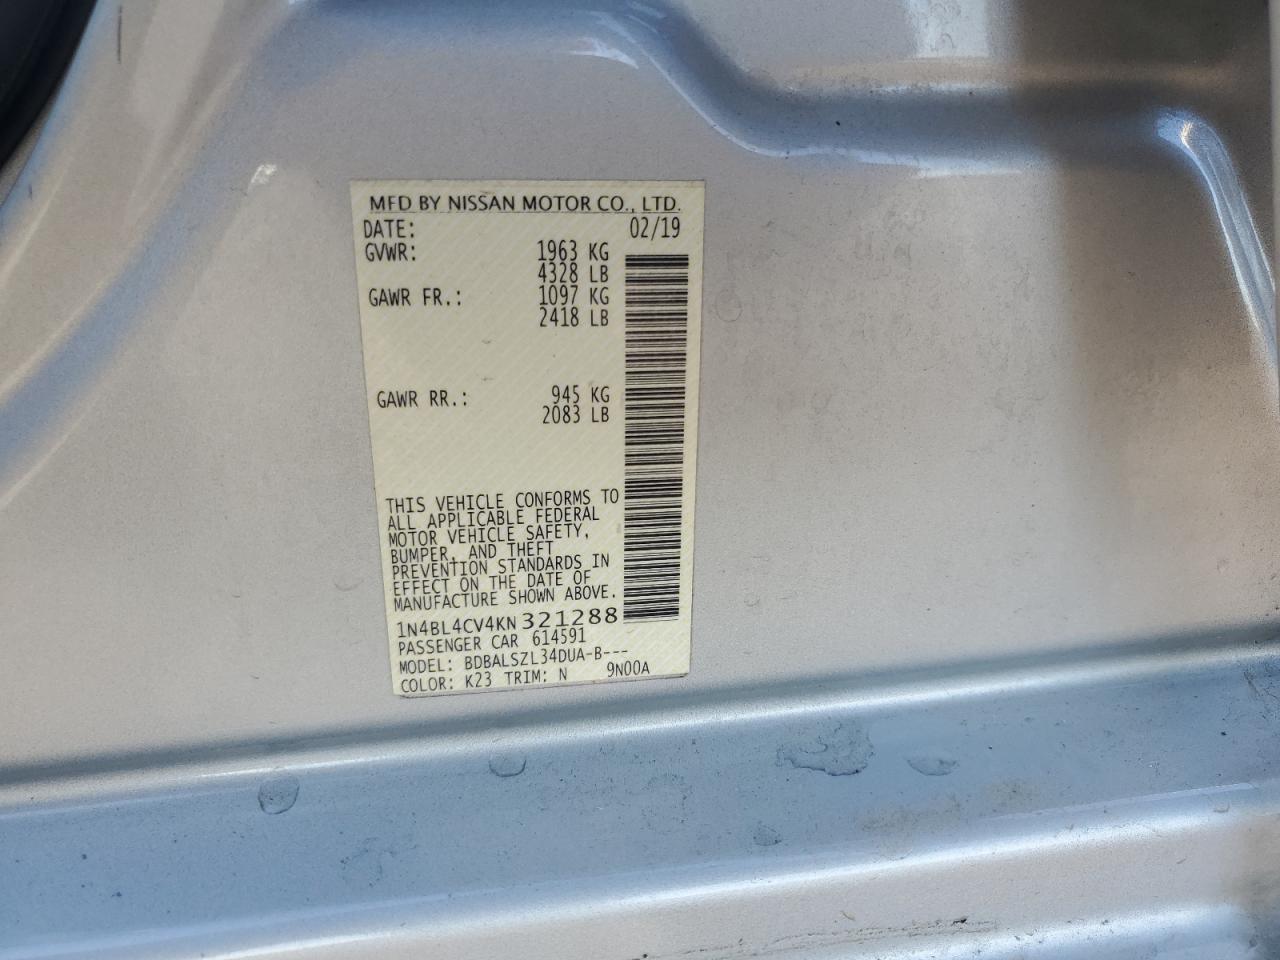 MFD BY NISSAN MOTOR CO., LTD.
DATE: 02/19
GVWR: 1963 KG
4328 LB
GAWR FR.: 1097 KG
2418 LB
GAWR RR.: 945 KG
2083 LB
THIS VEHICLE CONFORMS TO
ALL APPLICABLE FEDERAL
MOTOR VEHICLE SAFETY,
BUMPER, AND THEFT
PREVENTION STANDARDS IN
EFFECT ON THE DATE OF
MANUFACTURE SHOWN ABOVE.
1N4BL4CV4KN321288
PASSENGER CAR 614591
MODEL: BDBALSZL34DUA-B---
COLOR: K23 TRIM: N 9N00A